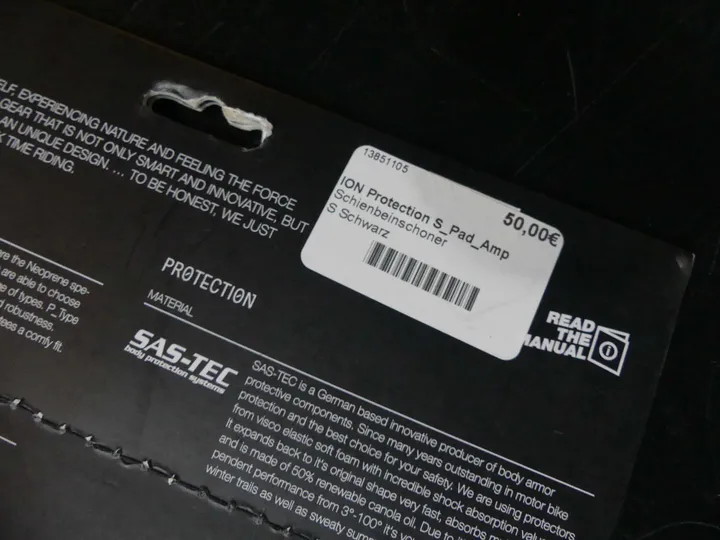 ELF, EXPERIENCING NATURE AND FEELING THE FORCE
GEAR THAT IS NOT ONLY SMART AND INNOVATIVE, BUT
AN UNIQUE DESIGN. ... TO BE HONEST, WE JUST
TIME RIDING.
13851105
50,00€
ION Protection S_Pad_Amp
Schienbeinschoner
S Schwarz
the Neoprene spe-
are able to choose
of types. P_Type
robustness.
a comfy fit.
PR0TECTI0N
MATERIAL
SAS-TEC
body protection systems
READ
THE
MANUAL
SAS-TEC is a German based innovative producer of body armor
protective components. Since many years outstanding in motor bike
protection and the best choice for your safety. We are using protectors
from visco elastic soft foam with incredible shock absorption
It expands back to it's original shape very fast, absorbs
and is made of 50% renewable canola oil. Due to
pendent performance from 3°-100° it's
winter trails as well as sweaty